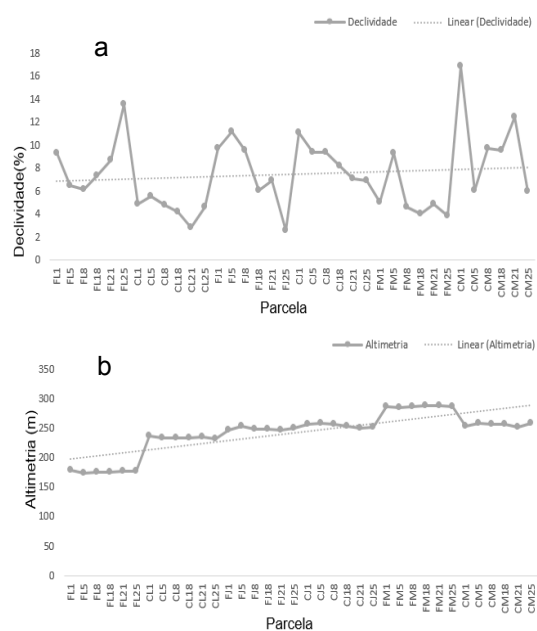 a
Declividade Linear (Declividade)
18
16
14
12
10
8
6
4
2
0
Declividade(%)
FL1 FL5 FL8 FL18 FL21 FL25 CL1 CL5 CL8 CL18 CL21 CL25 FJ1 FJ5 FJ8 FJ18 FJ21 FJ25 CJ1 CJ5 CJ8 CJ18 CJ21 CJ25 FM1 FM5 FM8 FM18 FM21 FM25 CM1 CM5 CM8 CM18 CM21 CM25
Parcela
b
Altimetria Linear (Altimetria)
350
300
250
200
150
100
50
0
Altimetria (m)
FL1 FL5 FL8 FL18 FL21 FL25 CL1 CL5 CL8 CL18 CL21 CL25 FJ1 FJ5 FJ8 FJ18 FJ21 FJ25 CJ1 CJ5 CJ8 CJ18 CJ21 CJ25 FM1 FM5 FM8 FM18 FM21 FM25 CM1 CM5 CM8 CM18 CM21 CM25
Parcela